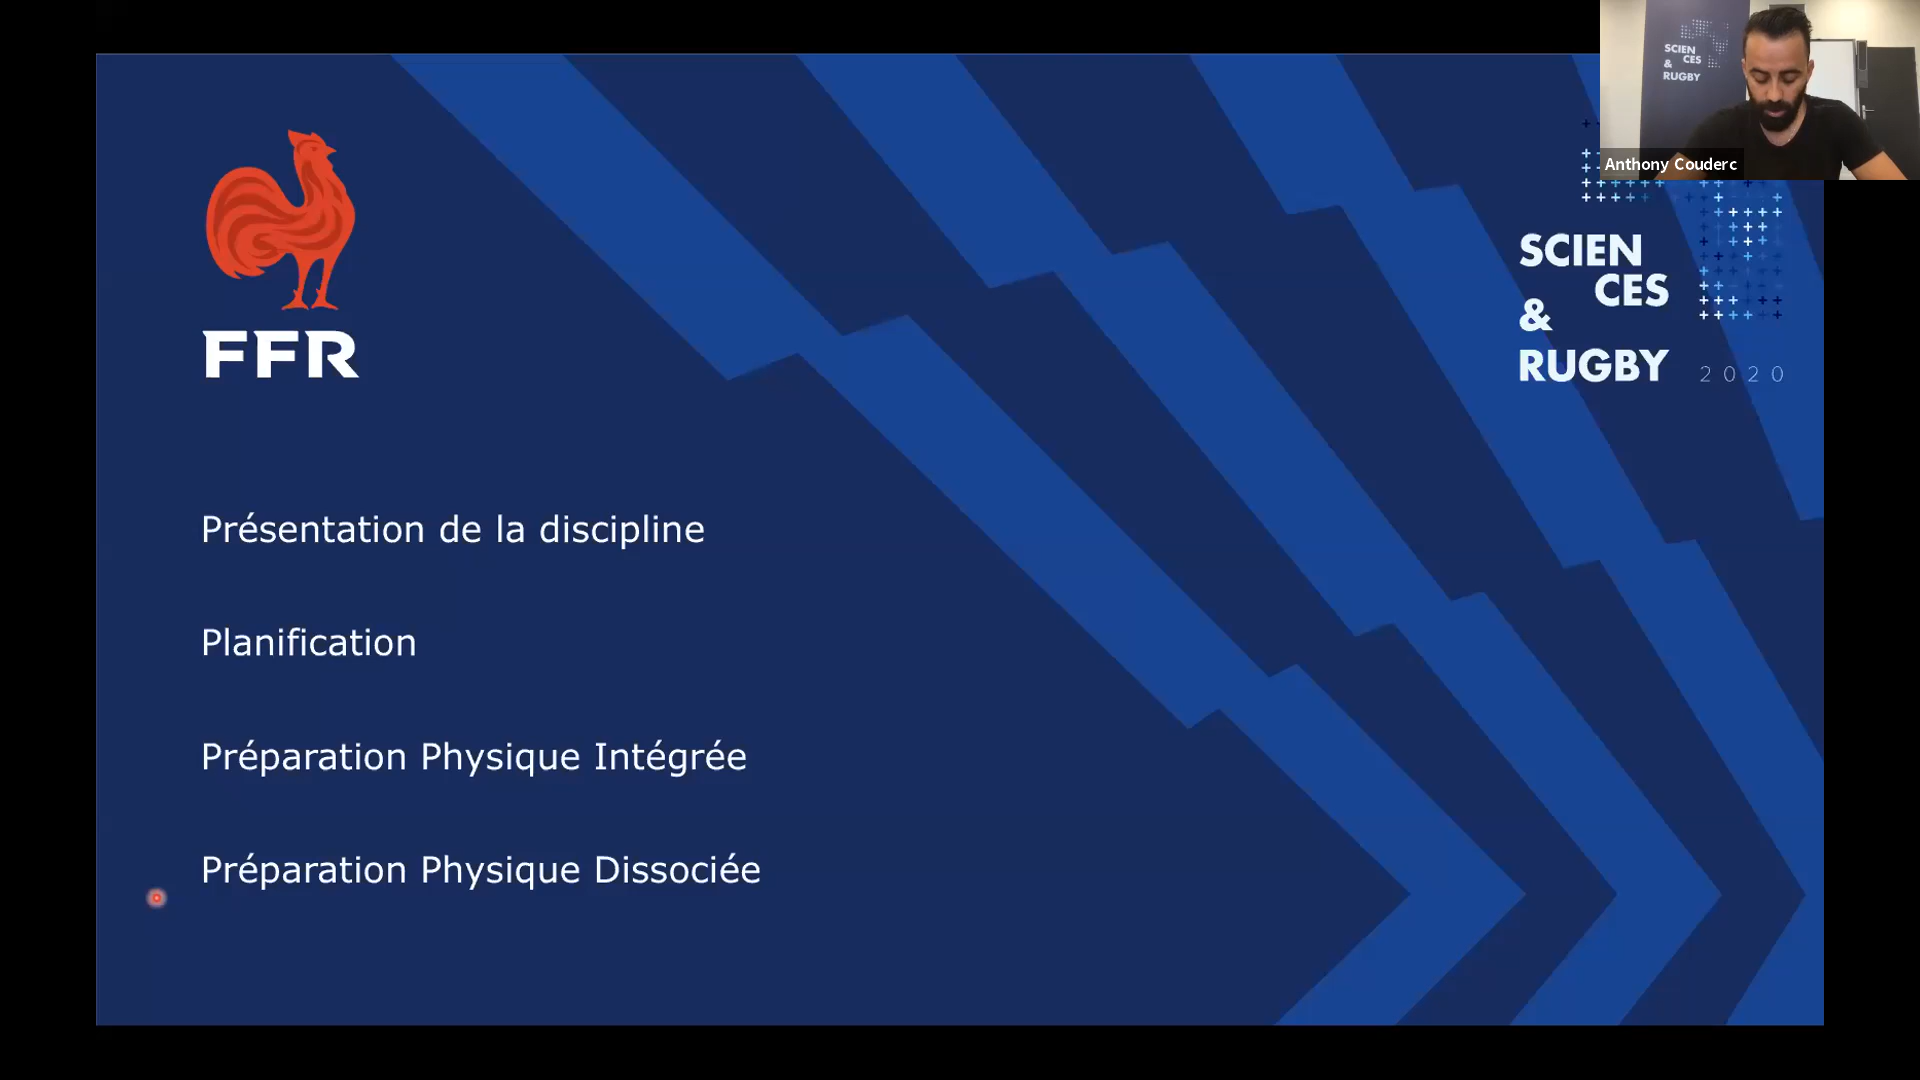 SCIEN
CES
&
RUGBY
Anthony Couderc
FFR
SCIEN
CES
&
RUGBY
2020
Présentation de la discipline
Planification
Préparation Physique Intégrée
Préparation Physique Dissociée